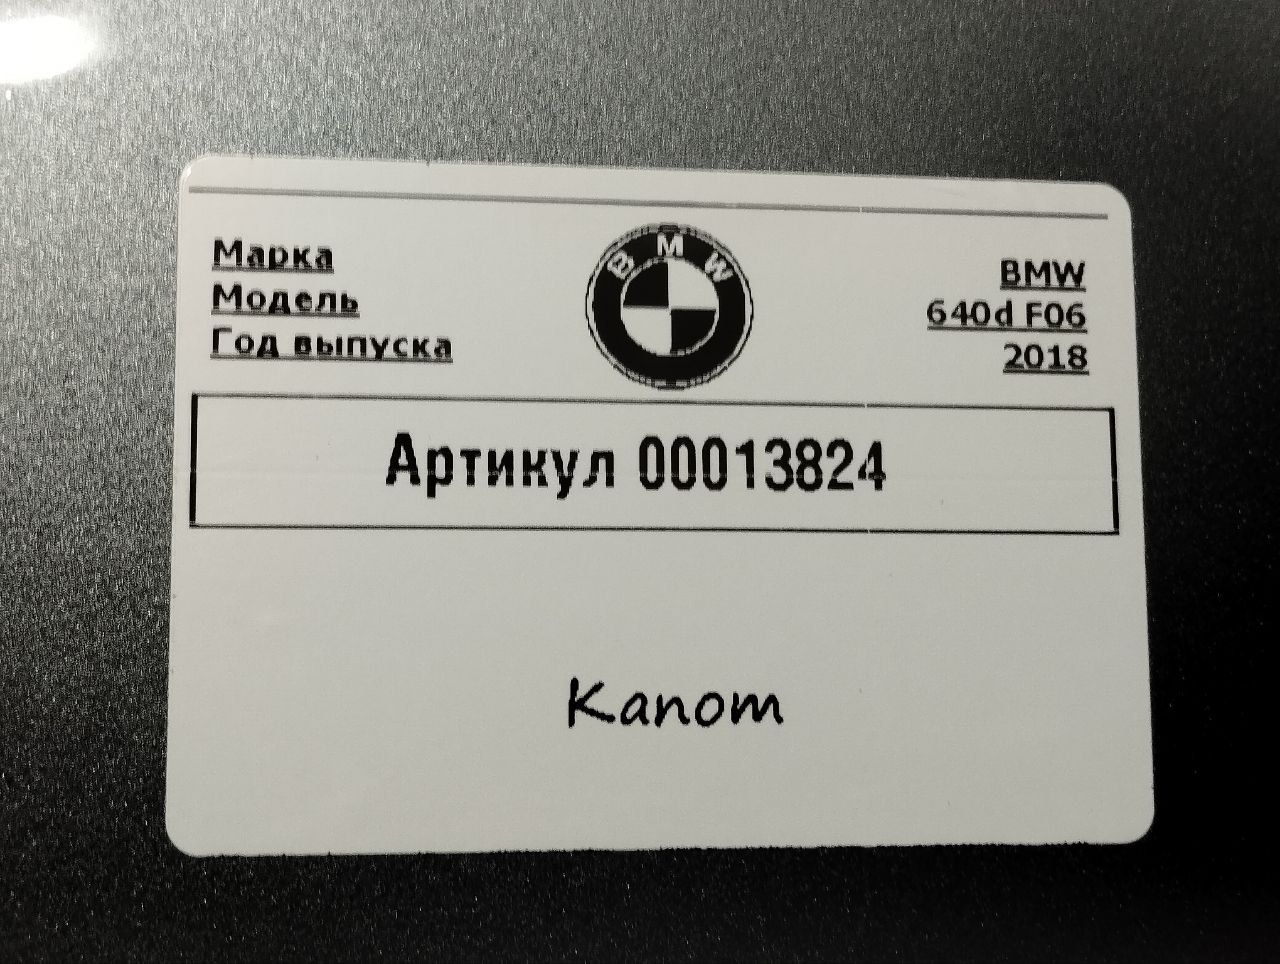 BMW
Марка BMW
Модель 640d F06
Год выпуска 2018
Артикул 00013824
Капот